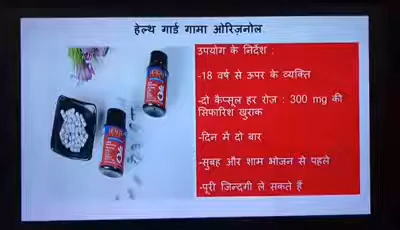 हेल्थ गार्ड गामा ओरिज़नोल
उपयोग के निर्देश :
-18 वर्ष से ऊपर के व्यक्ति
-दो कैप्सूल हर रोज़ : 300 mg की
सिफारिश खुराक
-दिन में दो बार
-सुबह और शाम भोजन से पहले
-पूरी ज़िन्दगी ले सकते हैं